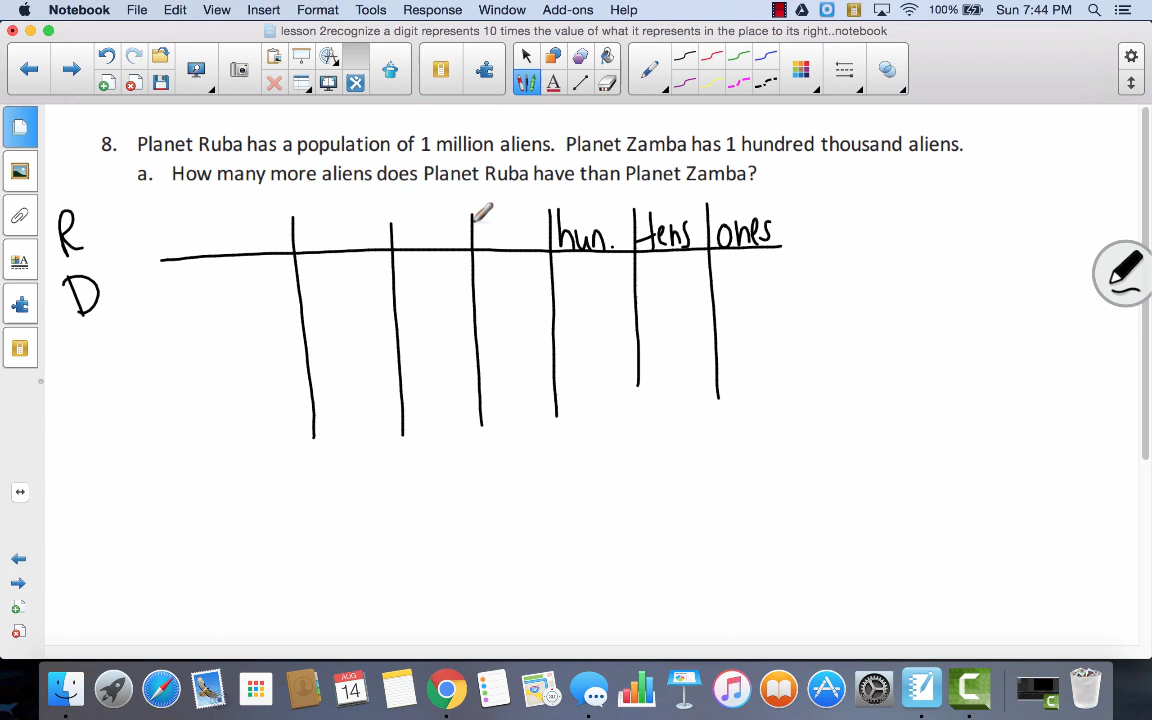 Notebook File Edit View Insert Format Tools Responses Window Add-ons Help 100% Sun 7:44 PM
lesson 2recognize a digit represents 10 times the value of what it represents in the place to its right..notebook
8. Planet Ruba has a population of 1 million aliens. Planet Zamba has 1 hundred thousand aliens.
a. How many more aliens does Planet Ruba have than Planet Zamba?
R hun. tens ones
D
AUG 14